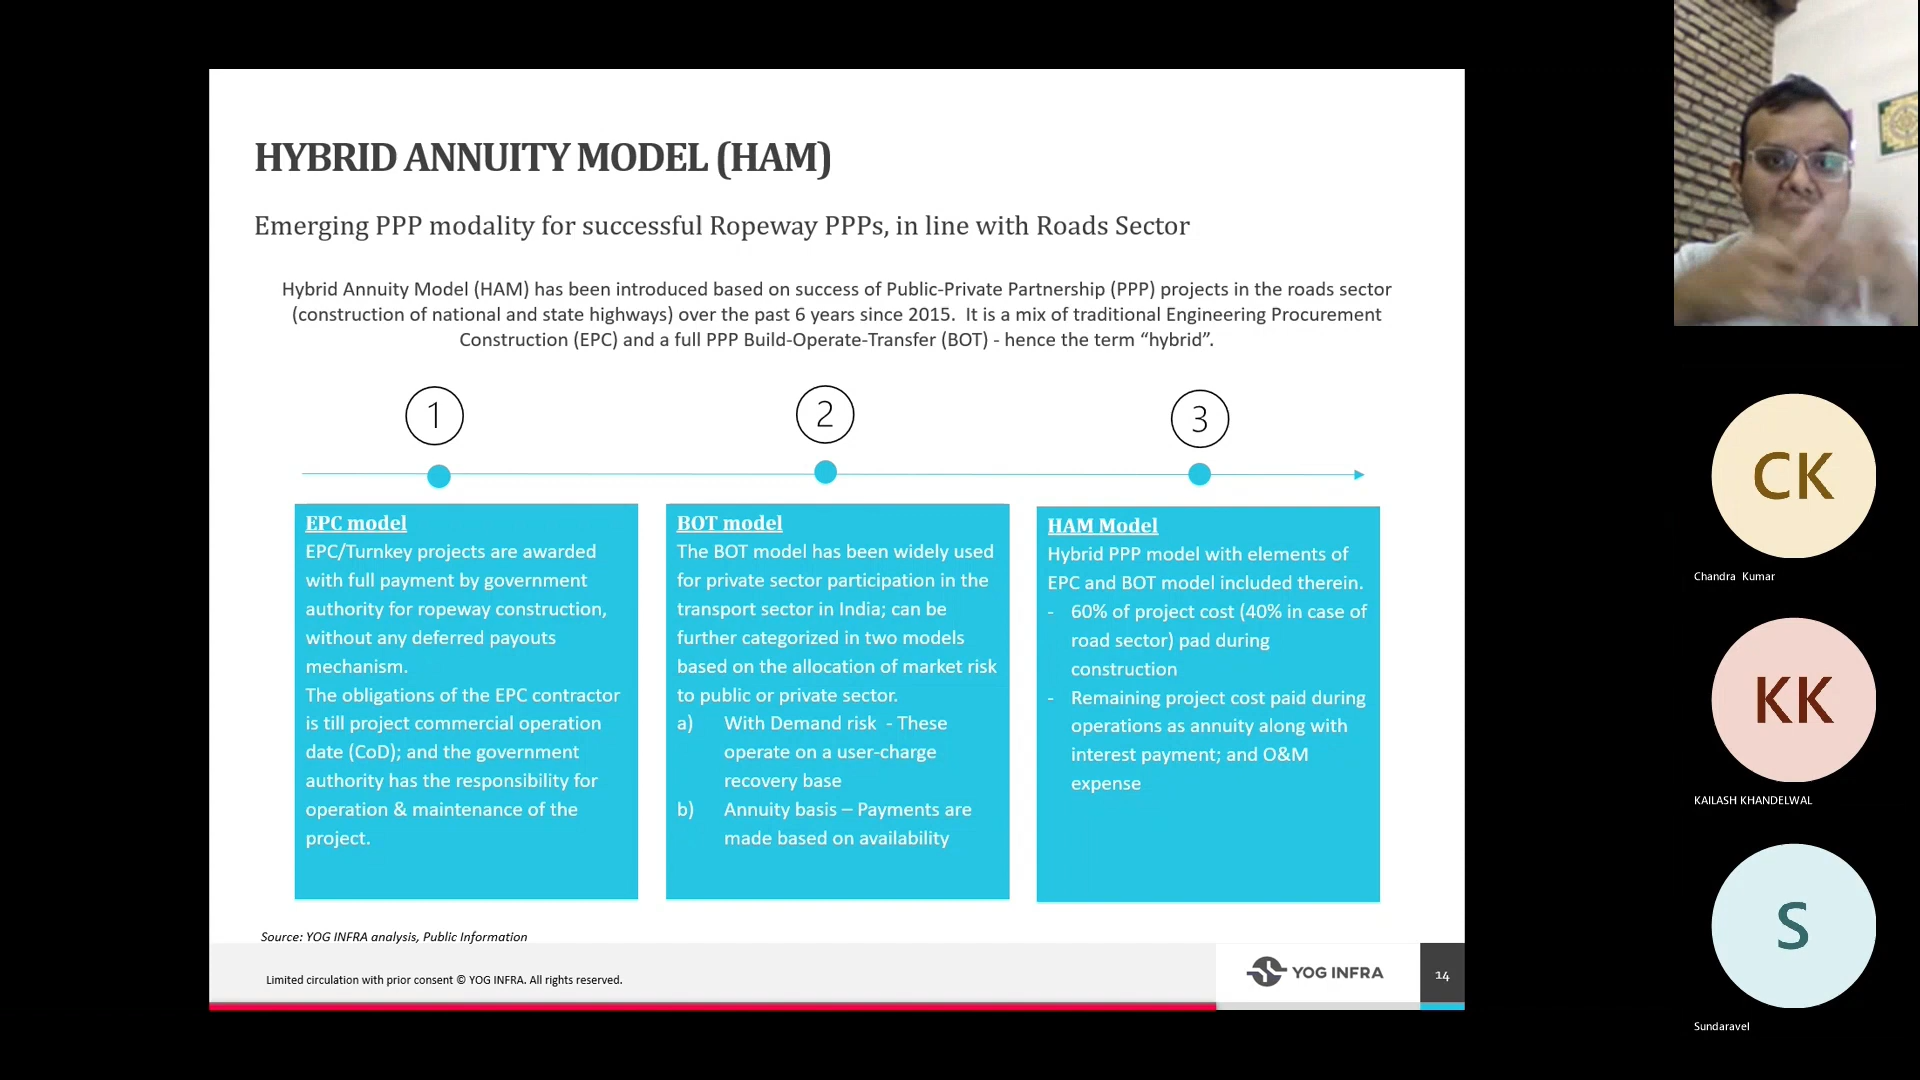 HYBRID ANNUITY MODEL (HAM)
Emerging PPP modality for successful Ropeway PPPs, in line with Roads Sector
Hybrid Annuity Model (HAM) has been introduced based on success of Public-Private Partnership (PPP) projects in the roads sector
(construction of national and state highways) over the past 6 years since 2015. It is a mix of traditional Engineering Procurement
Construction (EPC) and a full PPP Build-Operate-Transfer (BOT) - hence the term “hybrid”.
1
2
3
EPC model
EPC/Turnkey projects are awarded
with full payment by government
authority for ropeway construction,
without any deferred payouts
mechanism.
The obligations of the EPC contractor
is till project commercial operation
date (CoD); and the government
authority has the responsibility for
operation & maintenance of the
project.
BOT model
The BOT model has been widely used
for private sector participation in the
transport sector in India; can be
further categorized in two models
based on the allocation of market risk
to public or private sector.
a) With Demand risk - These
operate on a user-charge
recovery base
b) Annuity basis – Payments are
made based on availability
HAM Model
Hybrid PPP model with elements of
EPC and BOT model included therein.
- 60% of project cost (40% in case of
road sector) pad during
construction
- Remaining project cost paid during
operations as annuity along with
interest payment; and O&M
expense
Source: YOG INFRA analysis, Public Information
Limited circulation with prior consent © YOG INFRA. All rights reserved.
YOG INFRA
14
CK
Chandra Kumar
KK
KAILASH KHANDELWAL
S
Sundaravel